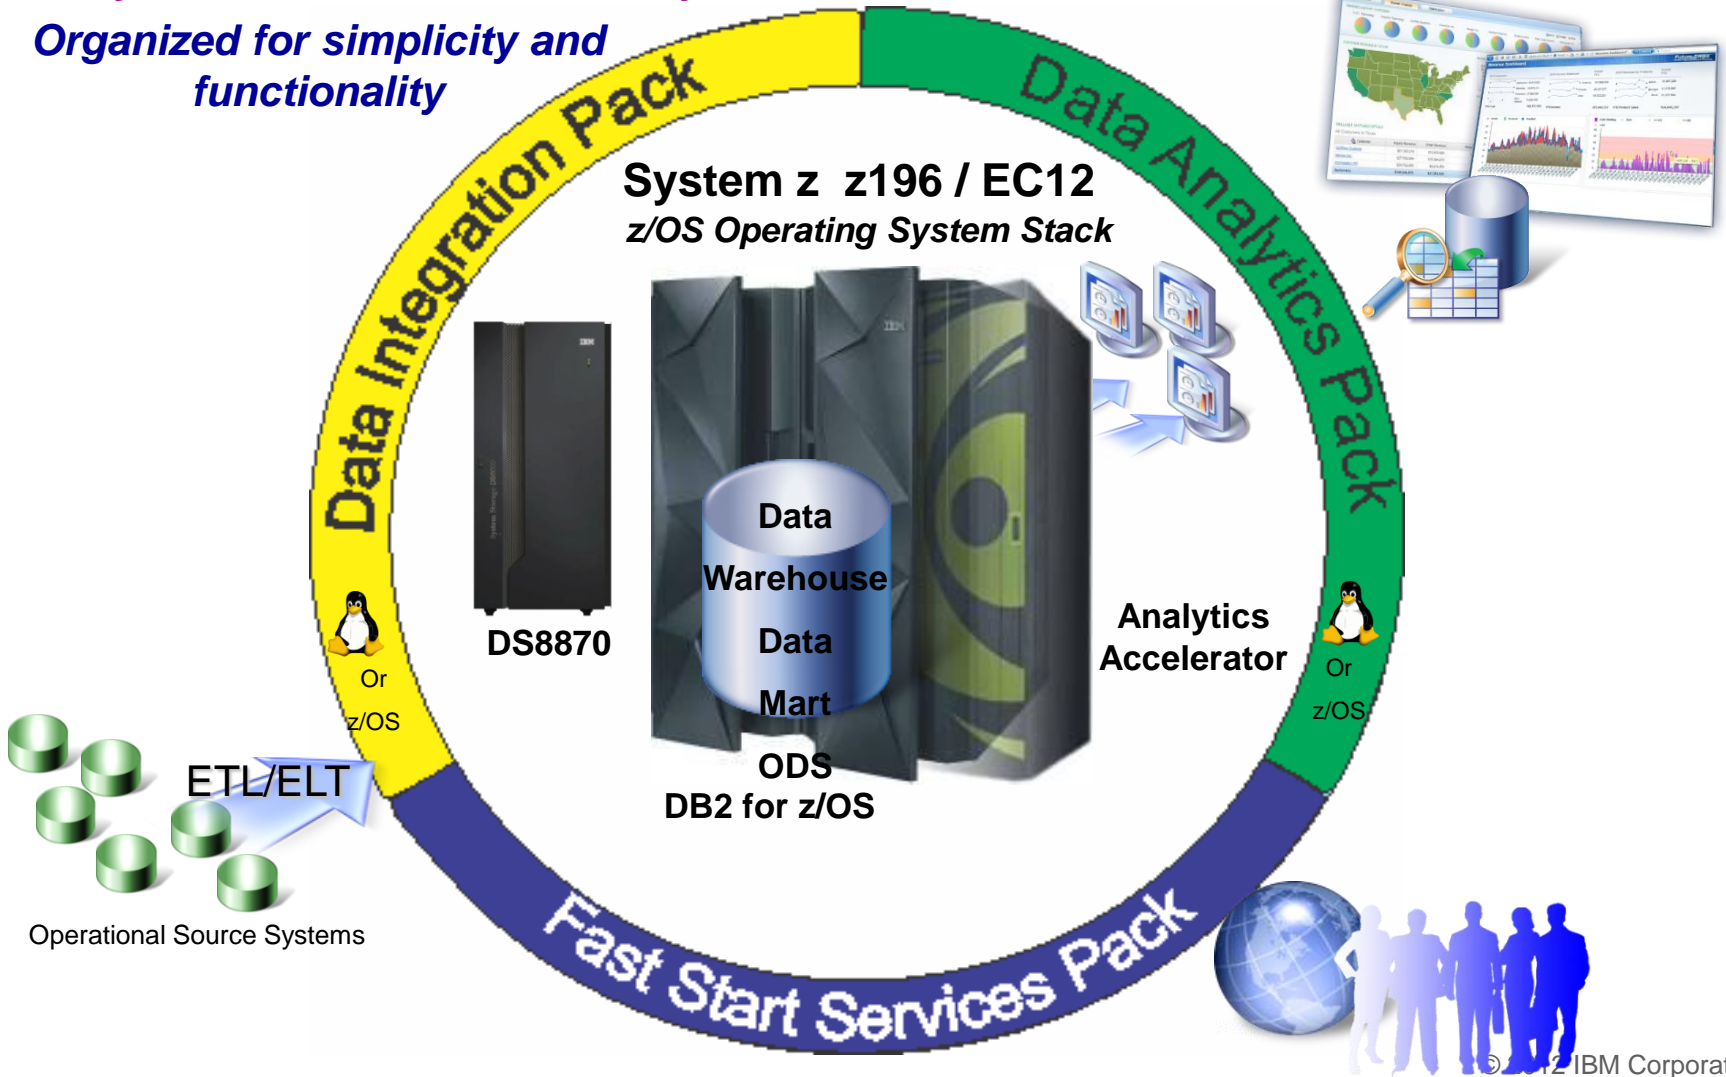 Organized for simplicity and
functionality
Data Integration Pack
Data Analytics Pack
System z z196 / EC12
z/OS Operating System Stack
IBM
IBM
DS8870
Data
Warehouse
Data
Mart
ODS
DB2 for z/OS
Analytics
Accelerator
Or
z/OS
Or
z/OS
ETL/ELT
Operational Source Systems
Fast Start Services Pack
IBM Corporat